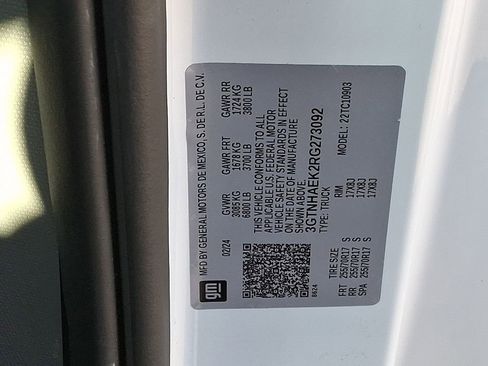 MFD BY GENERAL MOTORS DE MEXICO, S. DE R.L. DE C.V.
02/24 GVWR GAWR FRT GAWR RR
3085 KG 1678 KG 1724 KG
6800 LB 3700 LB 3800 LB
THIS VEHICLE CONFORMS TO ALL
APPLICABLE U.S. FEDERAL MOTOR
VEHICLE SAFETY STANDARDS IN EFFECT
ON THE DATE OF MANUFACTURE
SHOWN ABOVE.
3GTNHAEK2RG273092
TYPE: TRUCK MODEL: 22TC10903
gm
8624
TIRE SIZE RIM
FRT 255/70R17 S 17X8J
RR 255/70R17 S 17X8J
SPA 255/70R17 S 17X8J